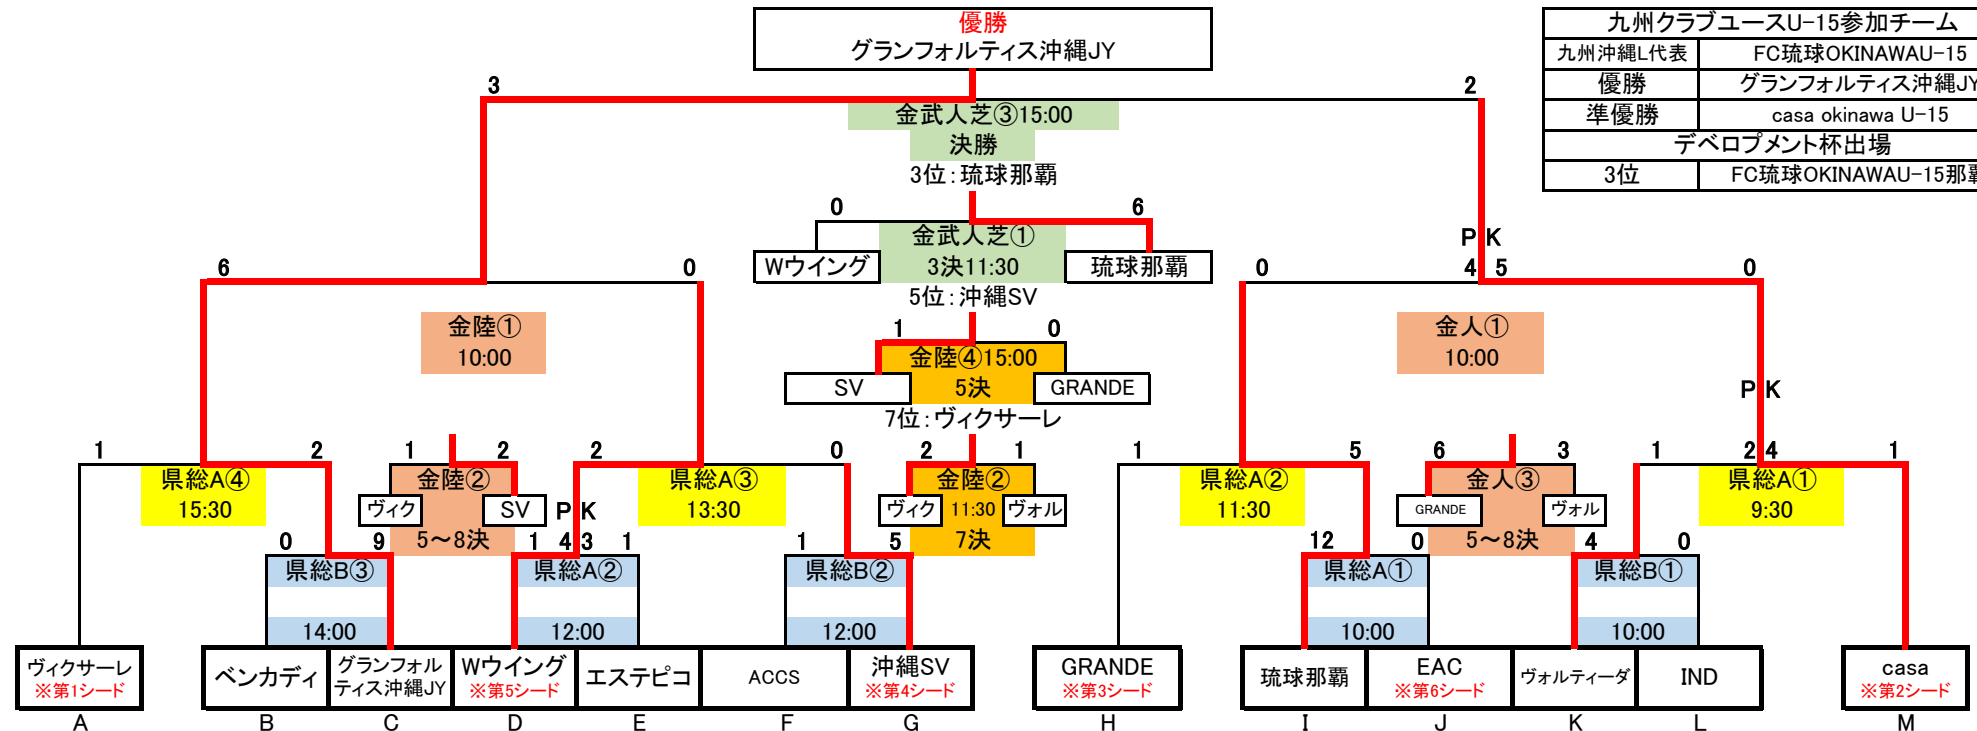 優勝
グランフォルティス沖縄JY
九州クラブユースU-15参加チーム
九州沖縄L代表 FC琉球OKINAWAU-15
優勝 グランフォルティス沖縄JY
準優勝 casa okinawa U-15
デベロプメント杯出場
3位 FC琉球OKINAWAU-15那覇
3 2
金武人芝③15:00
決勝
3位:琉球那覇
0 6
金武人芝①
Wウイング 3決11:30 琉球那覇
5位:沖縄SV
PK
6 0 0 4 5 0
金陸①
10:00
1 0
金陸④15:00
SV 5決 GRANDE
7位:ヴィクサーレ
金人①
10:00
PK
1 2 1 2 2 0 2 1 1 5 6 3 1 2 4 1
県総A④
15:30
金陸②
ヴィク SV
5〜8決
PK
県総A③
13:30
金陸②
ヴィク 11:30 ヴォル
7決
県総A②
11:30
金人③
GRANDE ヴォル
5〜8決
県総A①
9:30
0 9 1 4 3 1 1 5 12 0 4 0
県総B③
14:00
県総A②
12:00
県総B②
12:00
県総A①
10:00
県総B①
10:00
ヴィクサーレ
※第1シード
ベンカディ
グランフォル
ティス沖縄JY
Wウイング
※第5シード
エステピコ
ACCS
沖縄SV
※第4シード
GRANDE
※第3シード
琉球那覇
EAC
※第6シード
ヴォルティーダ
IND
casa
※第2シード
A B C D E F G H I J K L M